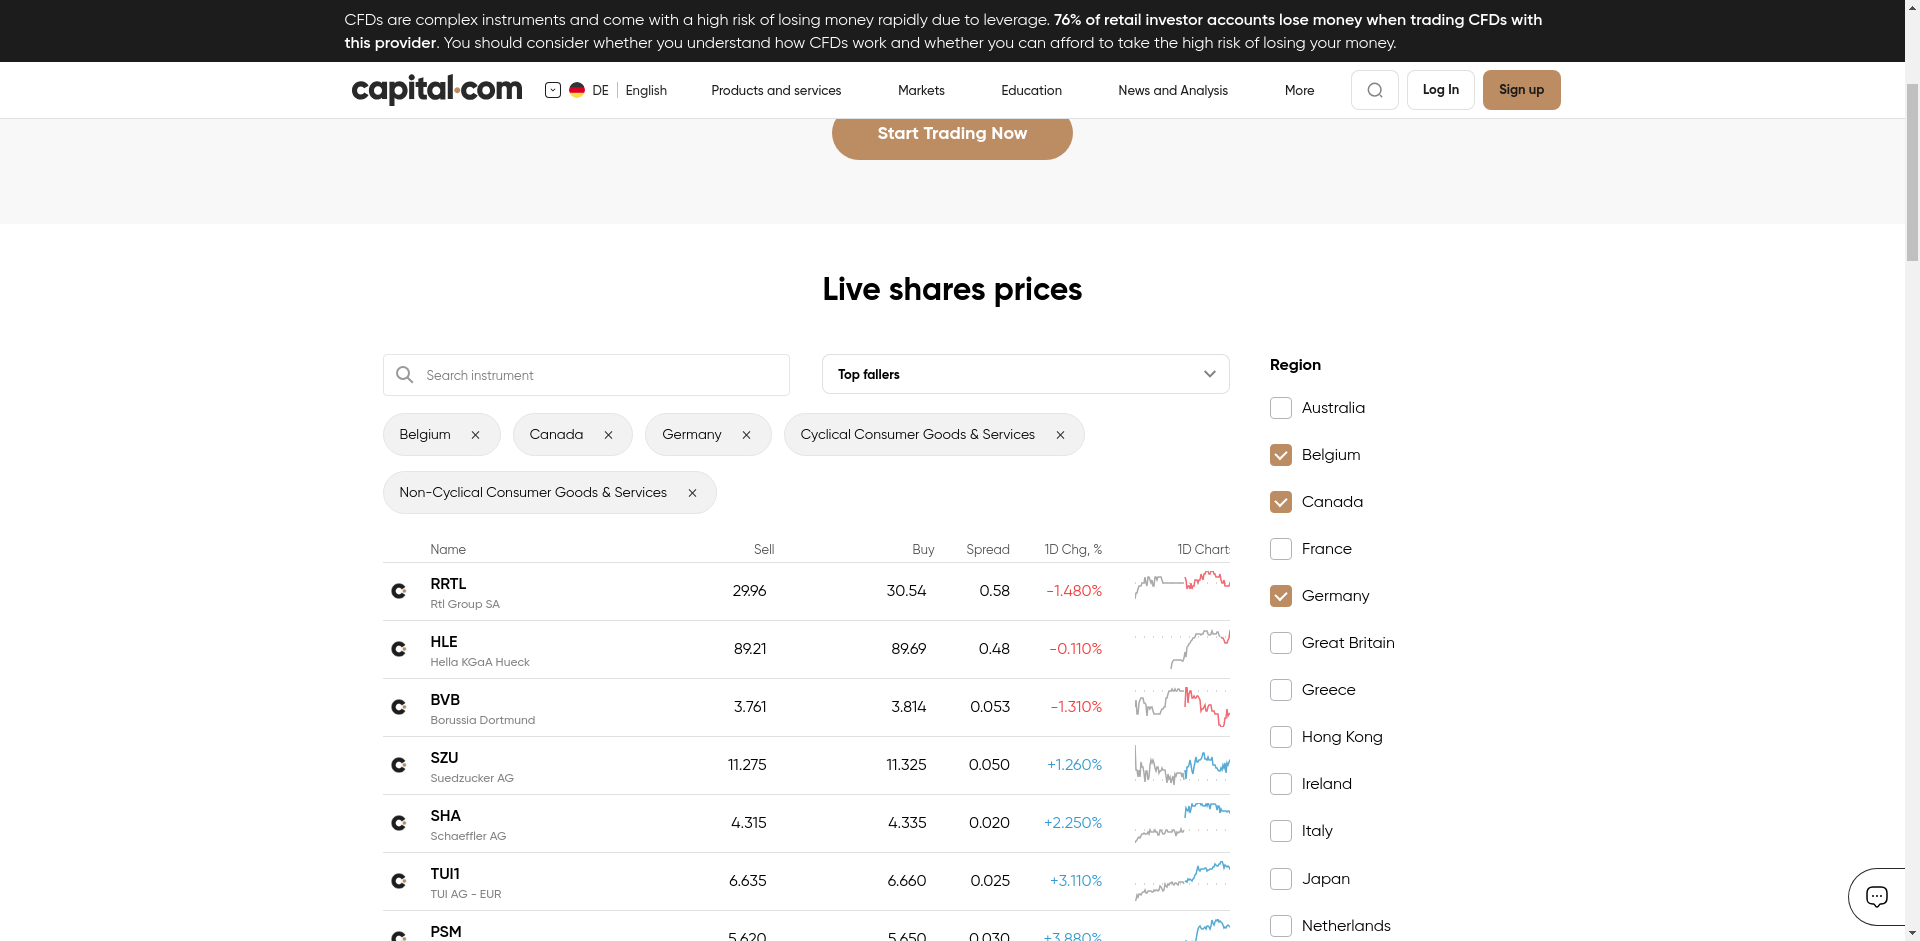 CFDs are complex instruments and come with a high risk of losing money rapidly due to leverage. 76% of retail investor accounts lose money when trading CFDs with
this provider. You should consider whether you understand how CFDs work and whether you can afford to take the high risk of losing your money.
capital.com DE English Products and services Markets Education News and Analysis More Log In Sign up
Start Trading Now
Live shares prices
Search instrument Top fallers
Belgium Canada Germany Cyclical Consumer Goods & Services
Non-Cyclical Consumer Goods & Services
Name Sell Buy Spread 1D Chg, % 1D Chart
RRTL 29.96 30.54 0.58 -1.480%
Rtl Group SA
HLE 89.21 89.69 0.48 -0.110%
Hella KGaA Hueck
BVB 3.761 3.814 0.053 -1.310%
Borussia Dortmund
SZU 11.275 11.325 0.050 +1.260%
Suedzucker AG
SHA 4.315 4.335 0.020 +2.250%
Schaeffler AG
TUI1 6.635 6.660 0.025 +3.110%
TUI AG - EUR
PSM 5.620 5.650 0.030 +3.880%
Region
Australia
Belgium
Canada
France
Germany
Great Britain
Greece
Hong Kong
Ireland
Italy
Japan
Netherlands